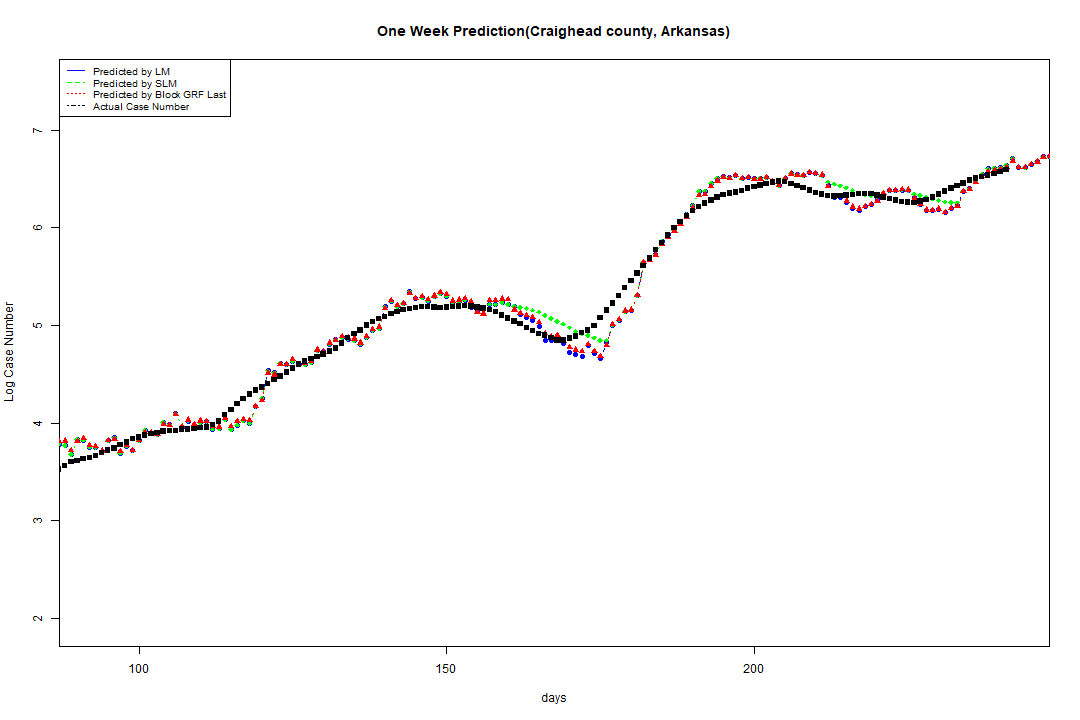 One Week Prediction(Craighead county, Arkansas)
Predicted by LM
Predicted by SLM
Predicted by Block GRF Last
Actual Case Number
7
6
5
4
3
2
Log Case Number
100
150
200
days